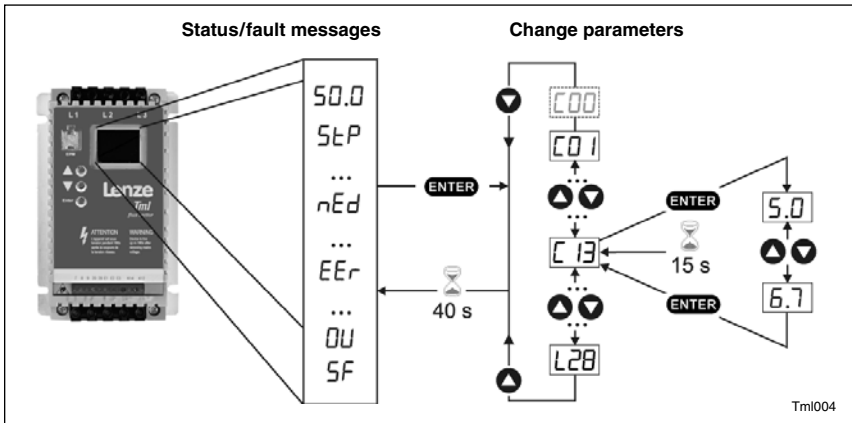 Status/fault messages
Change parameters
50.0
StP
...
nEd
...
EEr
...
OU
SF
ENTER
40 s
C00
C01
...
...
C13
...
...
L28
ENTER
15 s
ENTER
5.0
6.7
L1 L2 L3
Lenze
Tml
ATTENTION
WARNING
Tml004